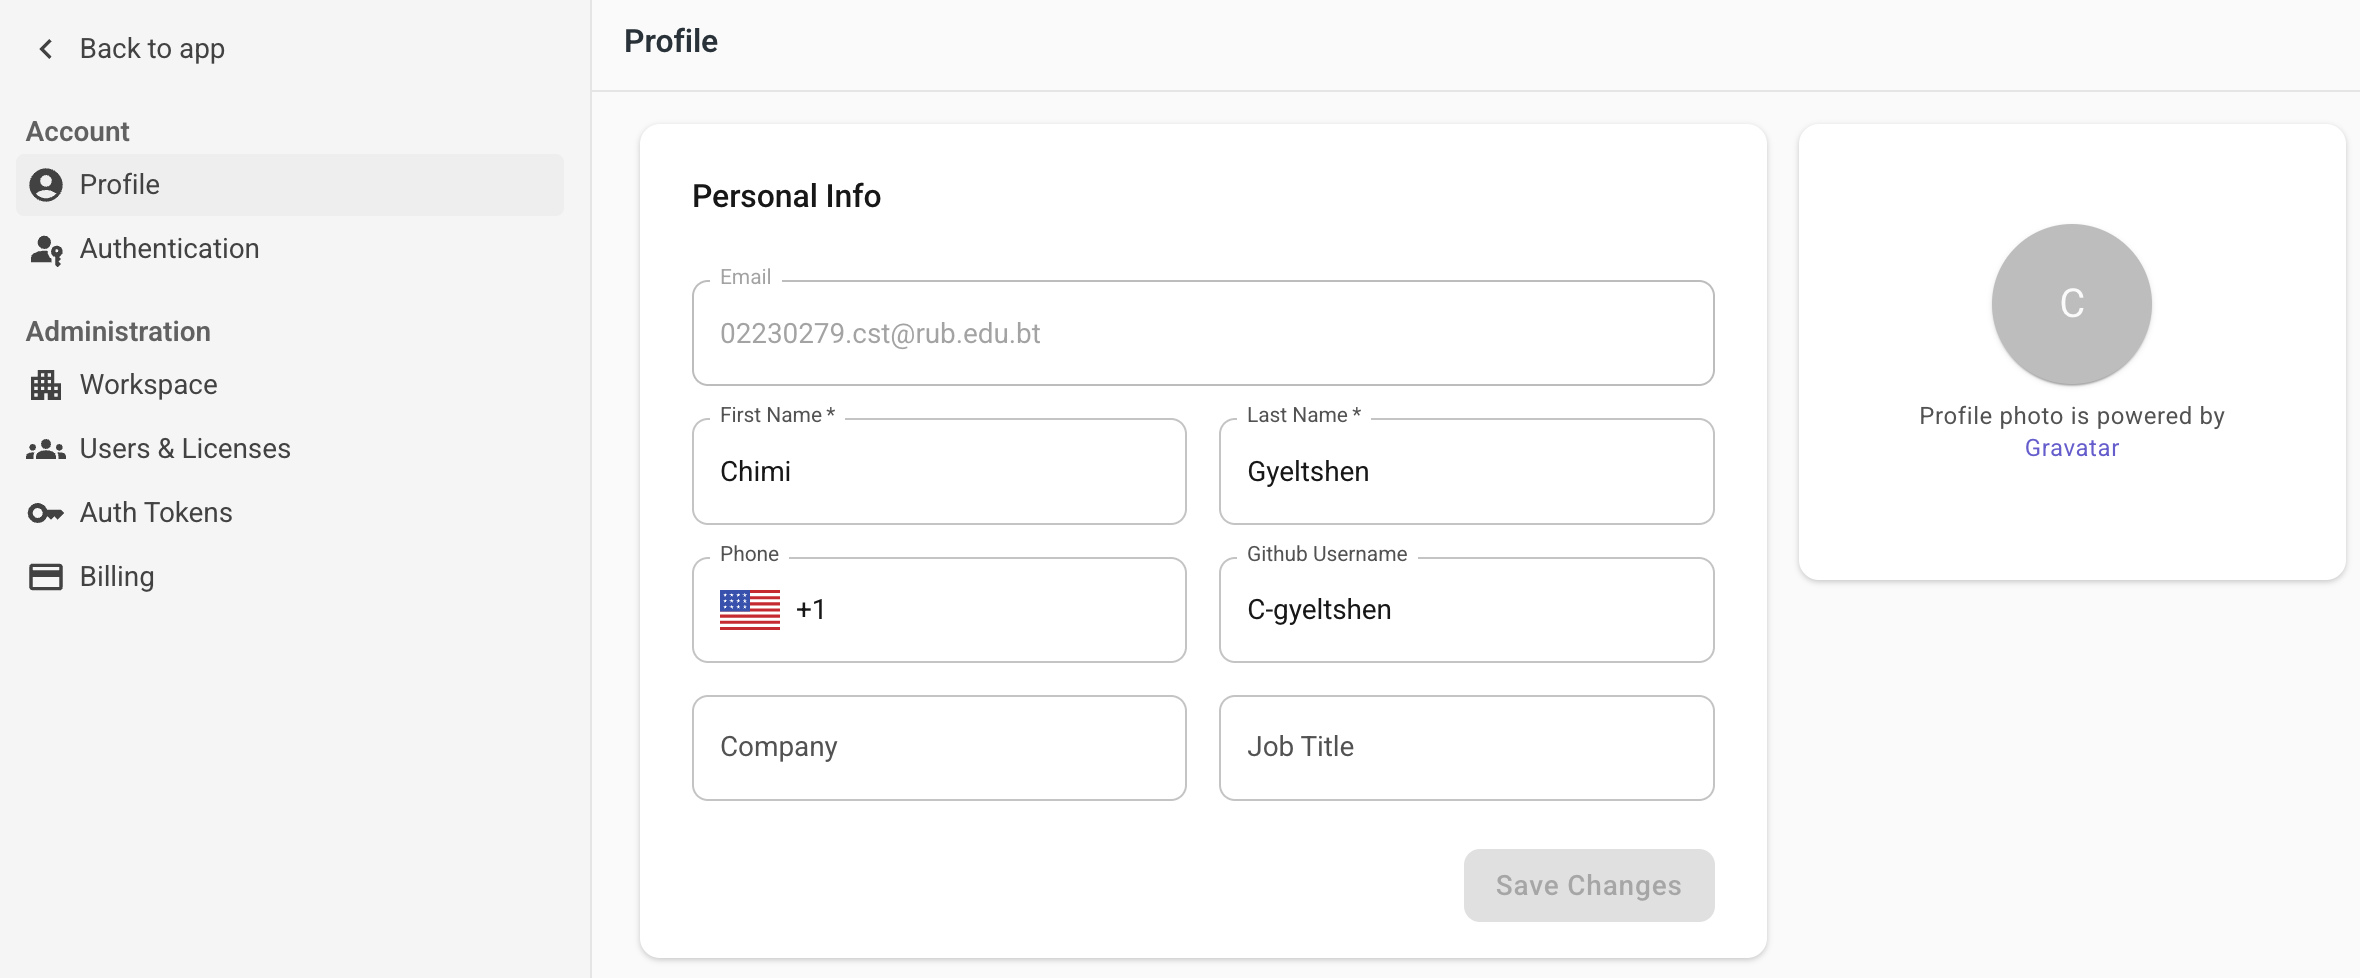 Back to app
Account
Profile
Authentication
Administration
Workspace
Users & Licenses
Auth Tokens
Billing
Profile
Personal Info
Email
02230279.cst@rub.edu.bt
First Name *
Chimi
Last Name *
Gyeltshen
Phone
+1
Github Username
C-gyeltshen
Company
Job Title
Save Changes
C
Profile photo is powered by
Gravatar